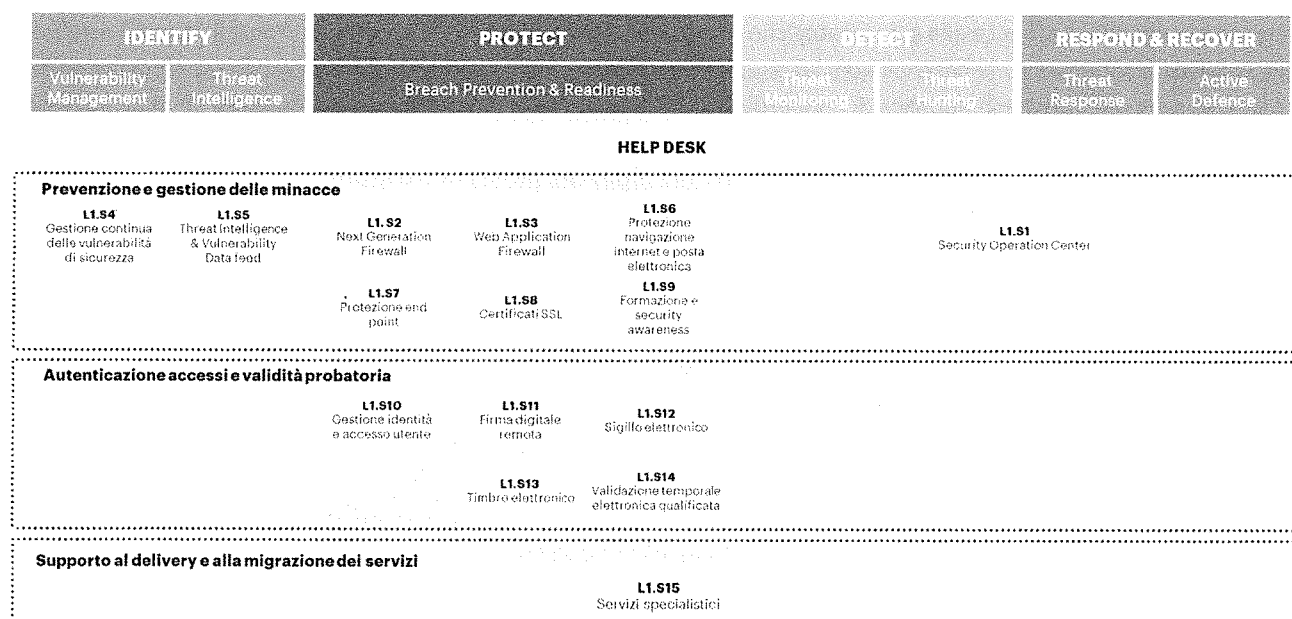 IDENTIFY
PROTECT
DETECT
RESPOND & RECOVER
Vulnerability
Management
Threat
Intelligence
Breach Prevention & Readiness
Threat
Monitoring
Threat
Hunting
Threat
Response
Active
Defence
HELP DESK
Prevenzione e gestione delle minacce
L1.S4
Gestione continua
delle vulnerabilità
di sicurezza
L1.S5
Threat Intelligence
& Vulnerability
Data feed
L1.S2
Next Generation
Firewall
L1.S3
Web Application
Firewall
L1.S6
Protezione
navigazione
internet e posta
elettronica
L1.S1
Security Operation Center
L1.S7
Protezione end
point
L1.S8
Certificati SSL
L1.S9
Formazione e
security
awareness
Autenticazione accessi e validità probatoria
L1.S10
Gestione identità
e accesso utente
L1.S11
Firma digitale
remota
L1.S12
Sigillo elettronico
L1.S13
Timbro elettronico
L1.S14
Validazione temporale
elettronica qualificata
Supporto al delivery e alla migrazione dei servizi
L1.S15
Servizi specialistici